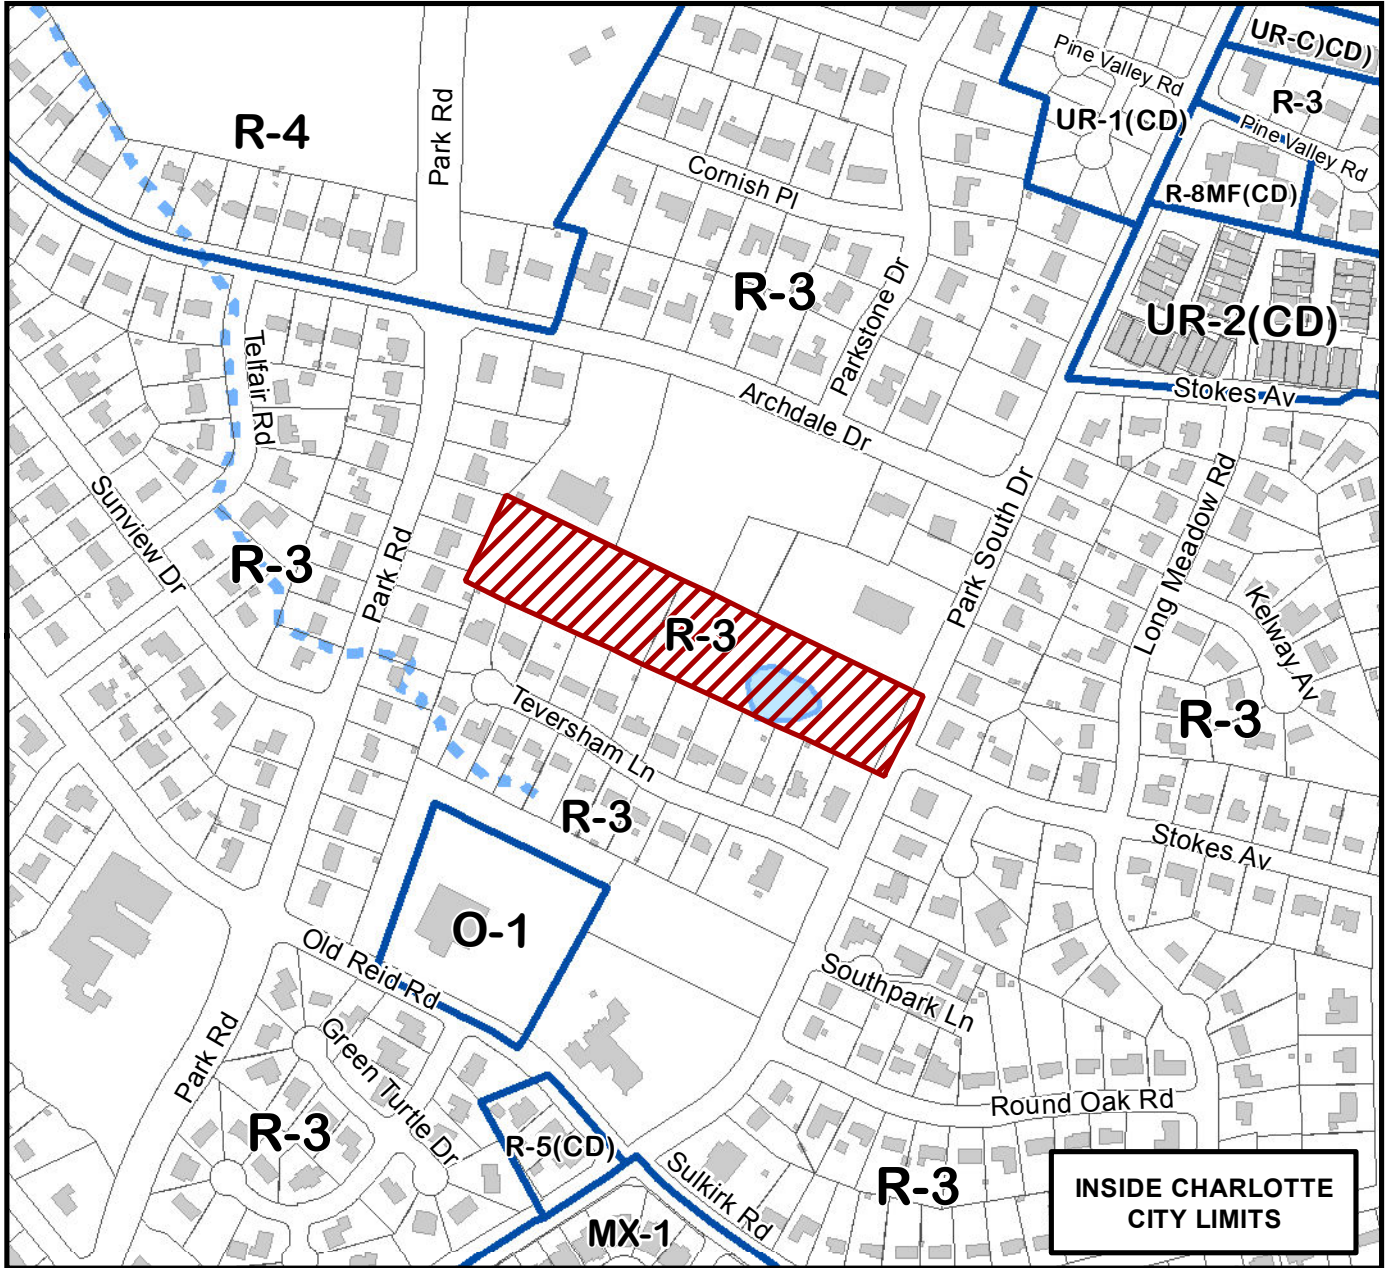 UR-C)CD)
Pine Valley Rd
R-3
R-4
Park Rd
UR-1(CD)
Pine Valley Rd
Cornish Pl
R-8MF(CD)
R-3
Parkstone Dr
UR-2(CD)
Telfair Rd
Stokes Av
Archdale Dr
Sunview Dr
Park South Dr
Long Meadow Rd
R-3
Park Rd
R-3
Kelway Av
Teversham Ln
R-3
R-3
Stokes Av
O-1
Old Reid Rd
Southpark Ln
Park Rd
Green Turtle Dr
Round Oak Rd
R-3
R-5(CD)
Sulkirk Rd
R-3
MX-1
INSIDE CHARLOTTE
CITY LIMITS